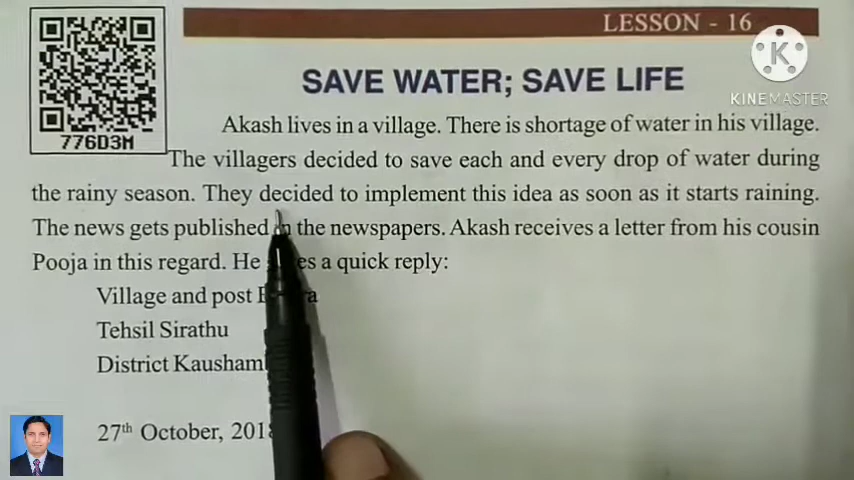 LESSON - 16
KINEMASTER
SAVE WATER; SAVE LIFE
776D3M
Akash lives in a village. There is shortage of water in his village.
The villagers decided to save each and every drop of water during
the rainy season. They decided to implement this idea as soon as it starts raining.
The news gets published the newspapers. Akash receives a letter from his cousin
Pooja in this regard. He a quick reply:
Village and post
Tehsil Sirathu
District
27th October,